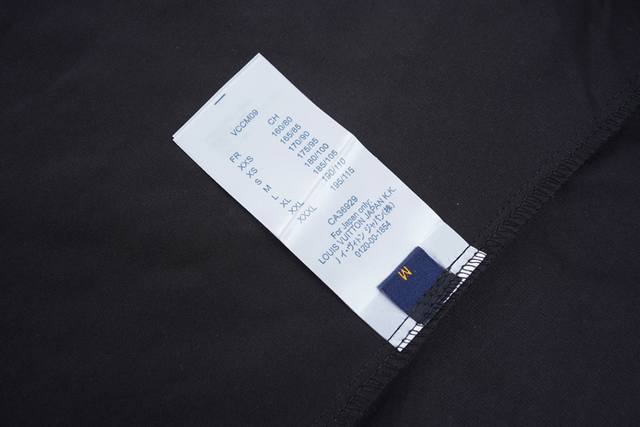 VCCM09
FR CH
XXS 160/80
XS 165/85
S 170/90
M 175/95
L 180/100
XL 185/105
XXL 190/110
XXXL 195/115
CA36929
For Japan only:
LOUIS VUITTON JAPAN K.K.
ルイ・ヴィトン ジャパン(株)
0120-00-1854
M